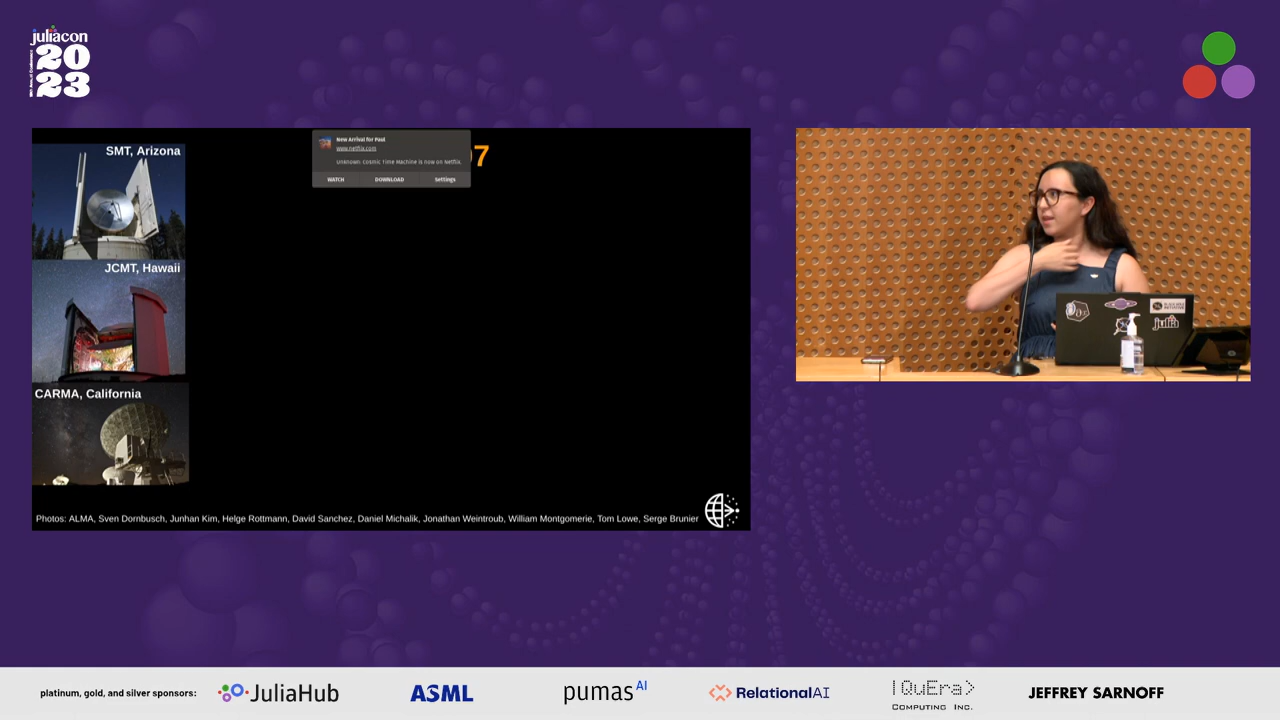 juliacon
20
23
SMT, Arizona
JCMT, Hawaii
CARMA, California
New Arrival for Paul
www.netflix.com
Unknown: Cosmic Time Machine is now on Netflix.
WATCH DOWNLOAD Settings
7
Photos: ALMA, Sven Dornbusch, Junhan Kim, Helge Rottmann, David Sanchez, Daniel Michalik, Jonathan Weintroub, William Montgomerie, Tom Lowe, Serge Brunier
julia
platinum, gold, and silver sponsors:
JuliaHub
ASML
pumas AI
RelationalAI
|QuEra>
COMPUTING INC.
JEFFREY SARNOFF